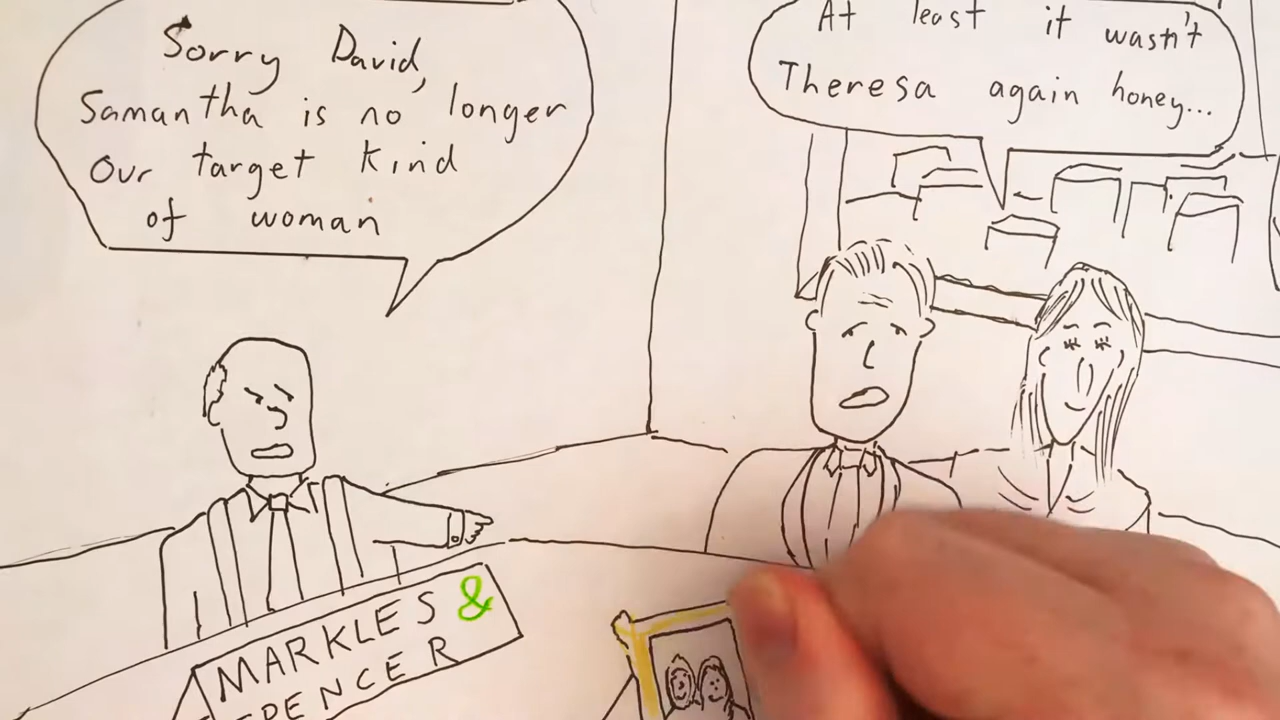 Sorry David,
Samantha is no longer
our target kind
of woman
At least it wasn't
Theresa again honey...
MARKLES &
SPENCER